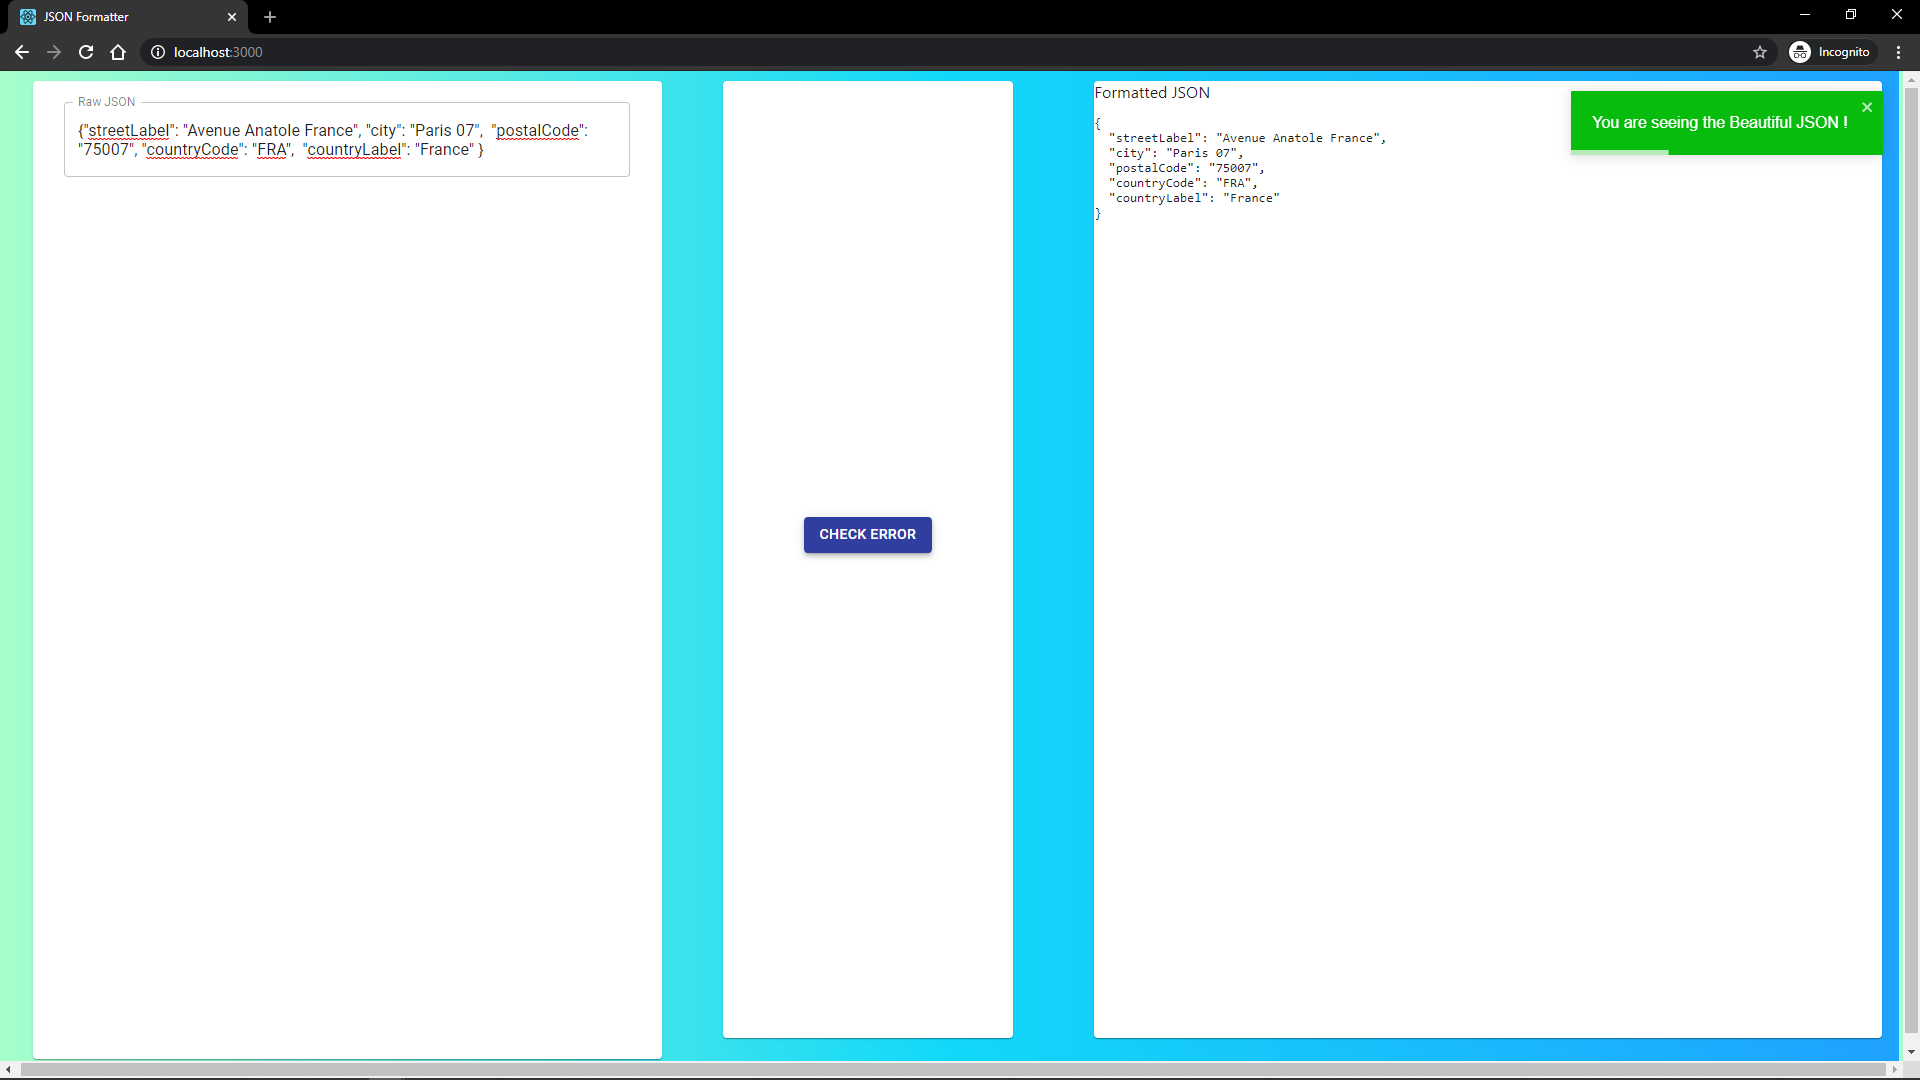 JSON Formatter
localhost:3000
Incognito
Raw JSON
{"streetLabel": "Avenue Anatole France", "city": "Paris 07",  "postalCode":
"75007", "countryCode": "FRA",  "countryLabel": "France" }
CHECK ERROR
Formatted JSON
{
  "streetLabel": "Avenue Anatole France",
  "city": "Paris 07",
  "postalCode": "75007",
  "countryCode": "FRA",
  "countryLabel": "France"
}
You are seeing the Beautiful JSON !